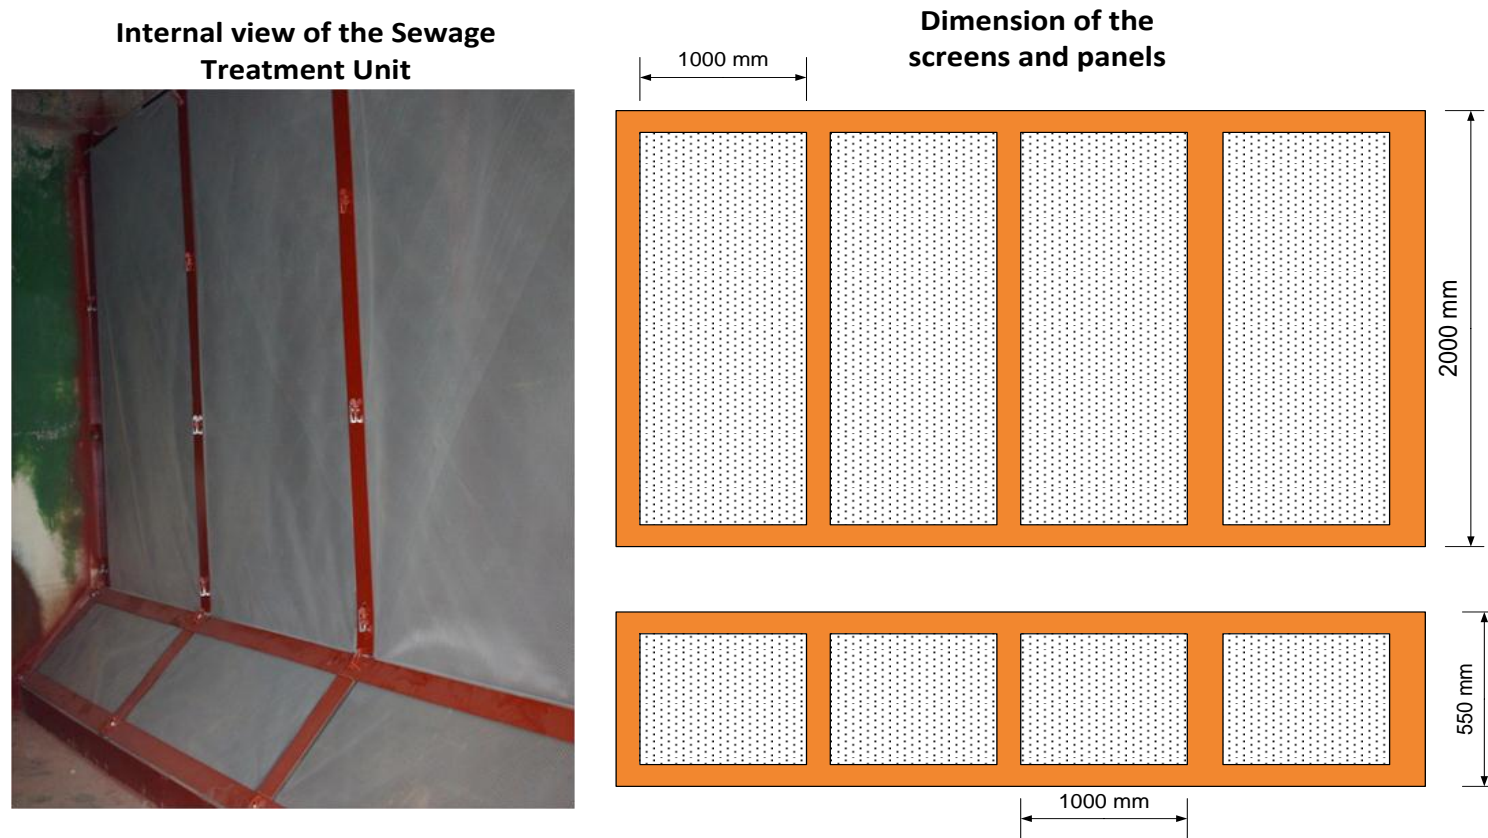 Internal view of the Sewage
Treatment Unit
Dimension of the
screens and panels
1000 mm
2000 mm
550 mm
1000 mm